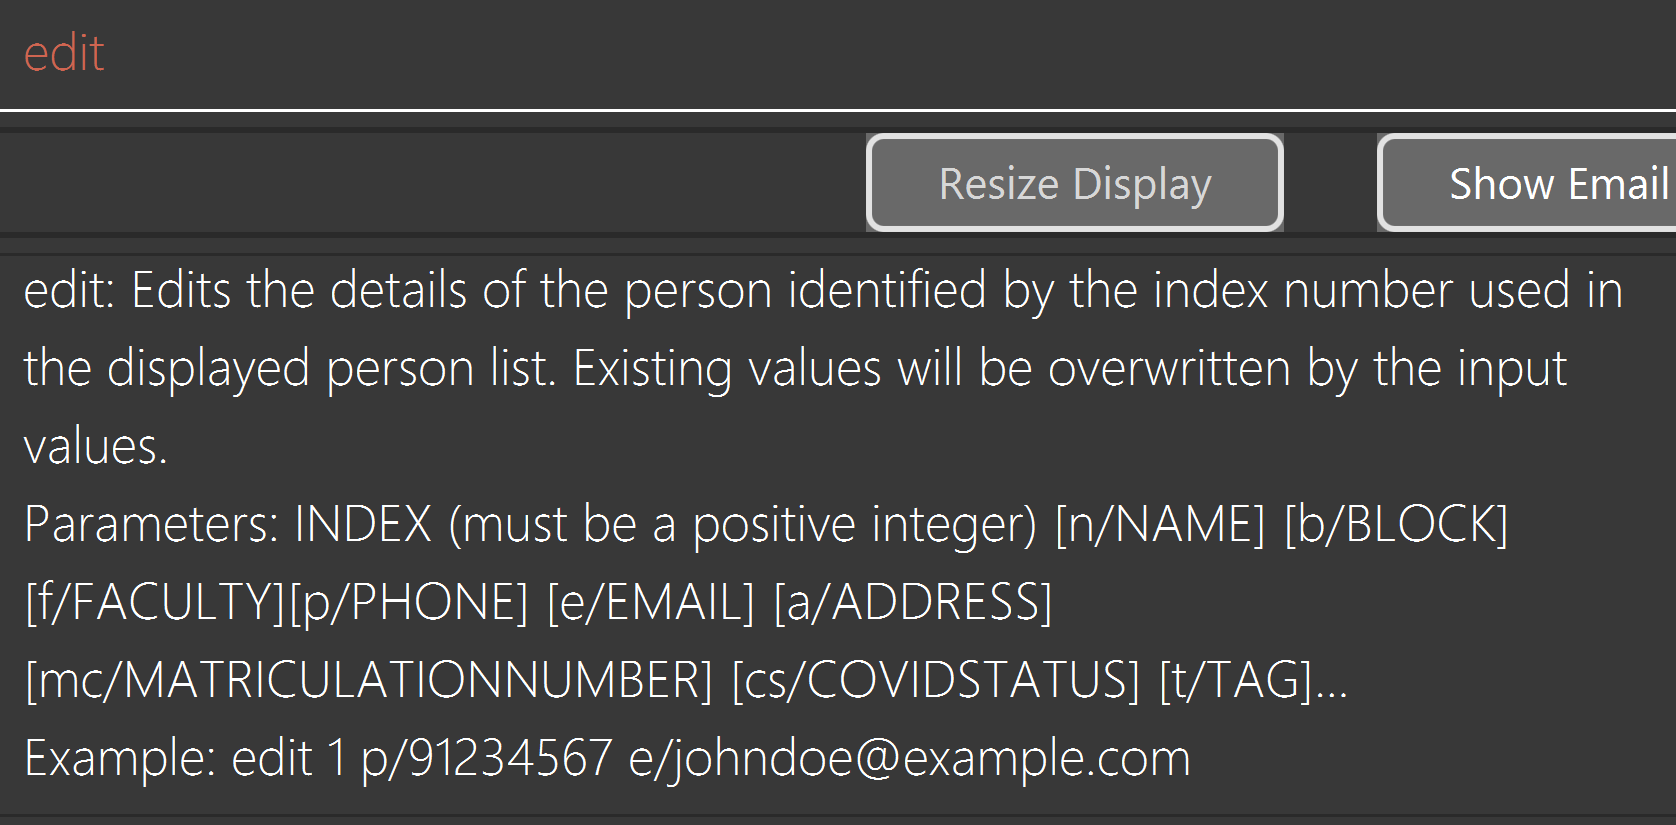 edit
Resize Display
Show Email
edit: Edits the details of the person identified by the index number used in
the displayed person list. Existing values will be overwritten by the input
values.
Parameters: INDEX (must be a positive integer) [n/NAME] [b/BLOCK]
[f/FACULTY][p/PHONE] [e/EMAIL] [a/ADDRESS]
[mc/MATRICULATIONNUMBER] [cs/COVIDSTATUS] [t/TAG]...
Example: edit 1 p/91234567 e/johndoe@example.com